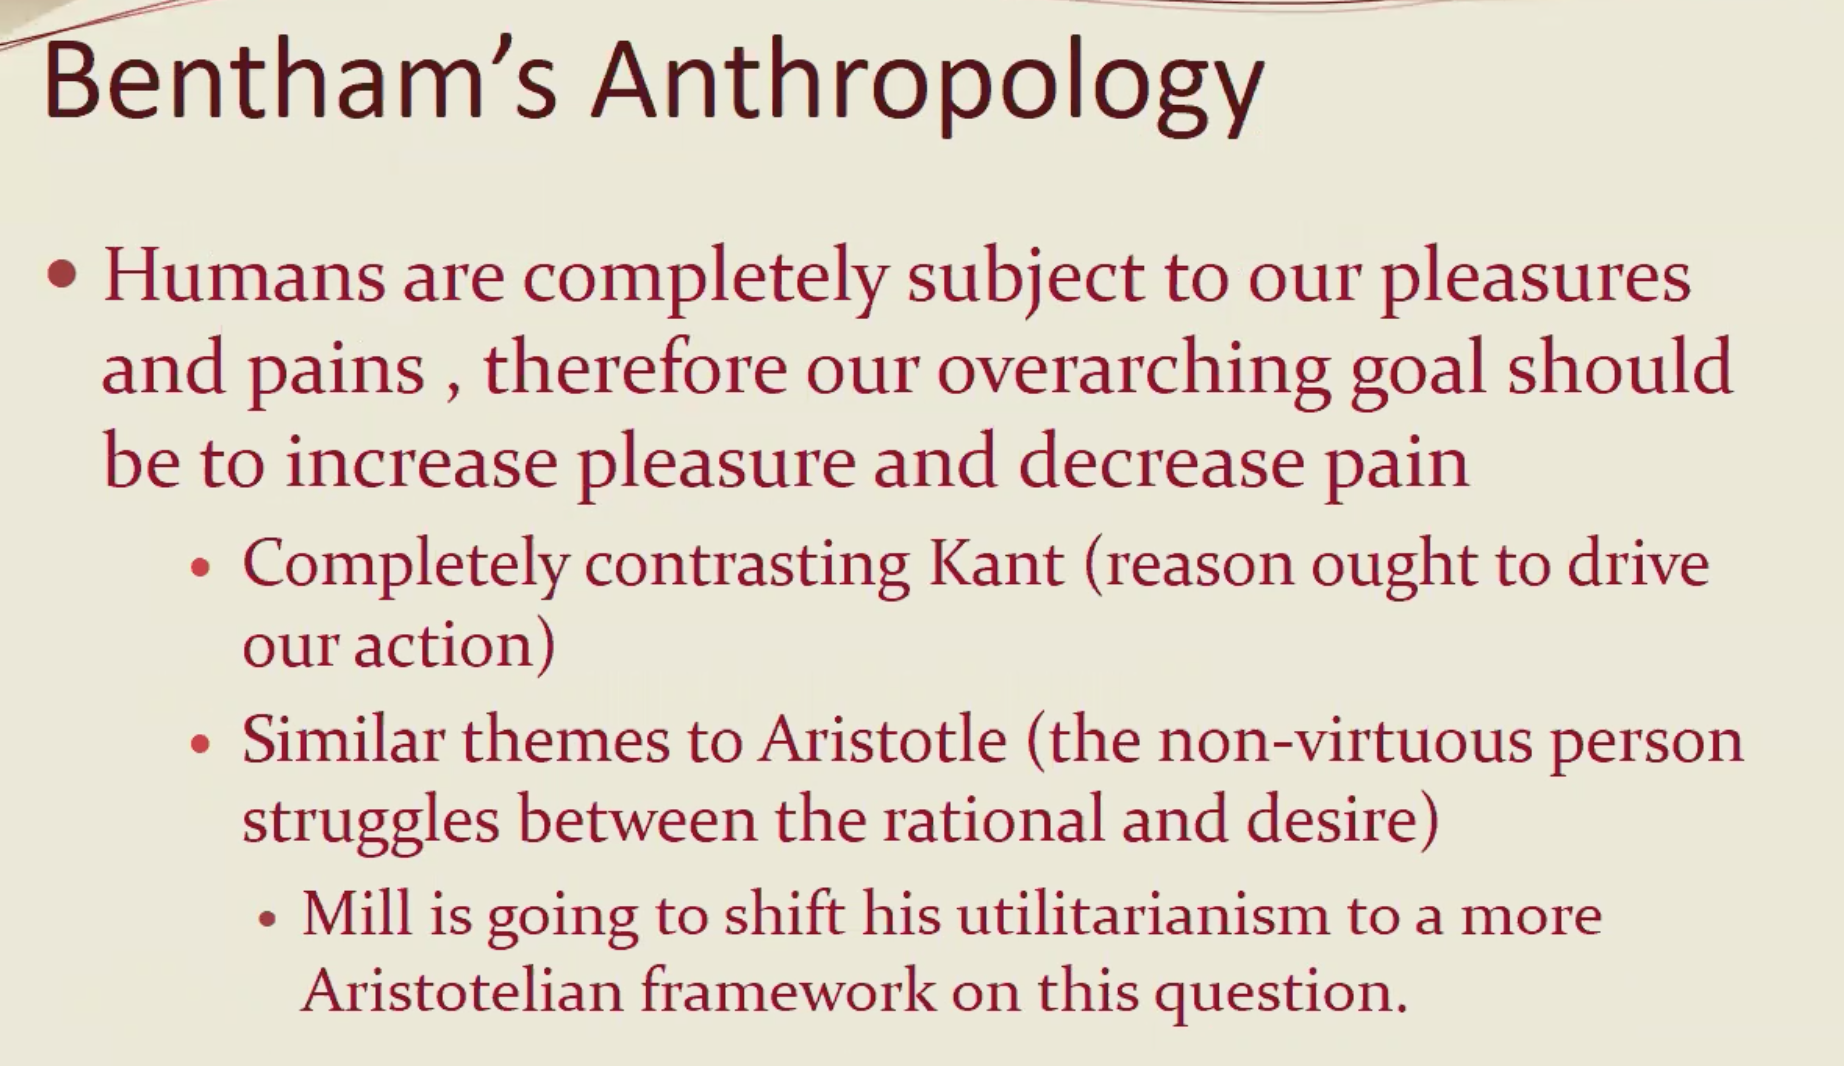 Bentham’s Anthropology
• Humans are completely subject to our pleasures
and pains , therefore our overarching goal should
be to increase pleasure and decrease pain
• Completely contrasting Kant (reason ought to drive
our action)
• Similar themes to Aristotle (the non-virtuous person
struggles between the rational and desire)
• Mill is going to shift his utilitarianism to a more
Aristotelian framework on this question.